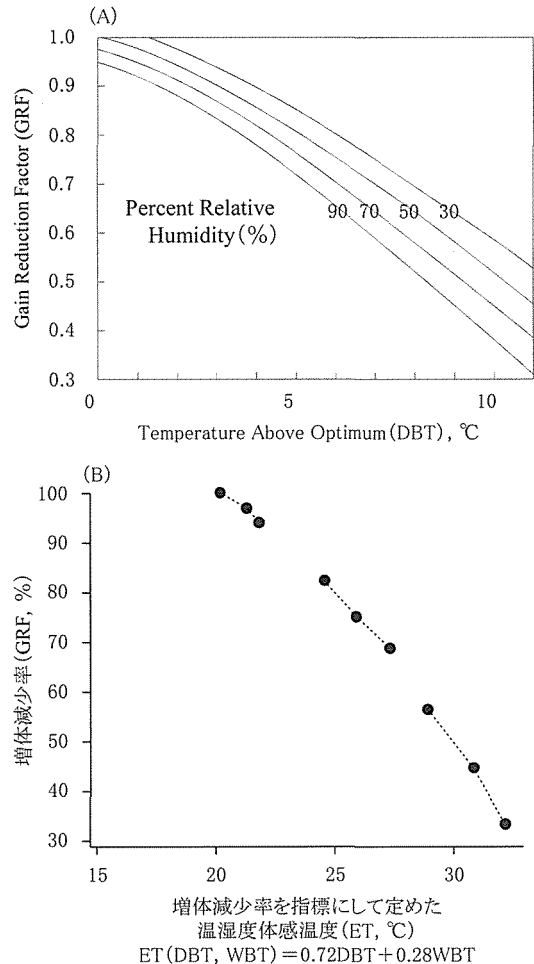 (A)
Gain Reduction Factor (GRF)
1.0
0.9
0.8
0.7
0.6
0.5
0.4
0.3
Percent Relative
Humidity(%)
90 70 50 30
0 5 10
Temperature Above Optimum(DBT), ℃
(B)
増体減少率(GRF, %)
100
90
80
70
60
50
40
30
15 20 25 30
増体減少率を指標にして定めた
温湿度体感温度(ET, ℃)
ET(DBT, WBT)=0.72DBT+0.28WBT